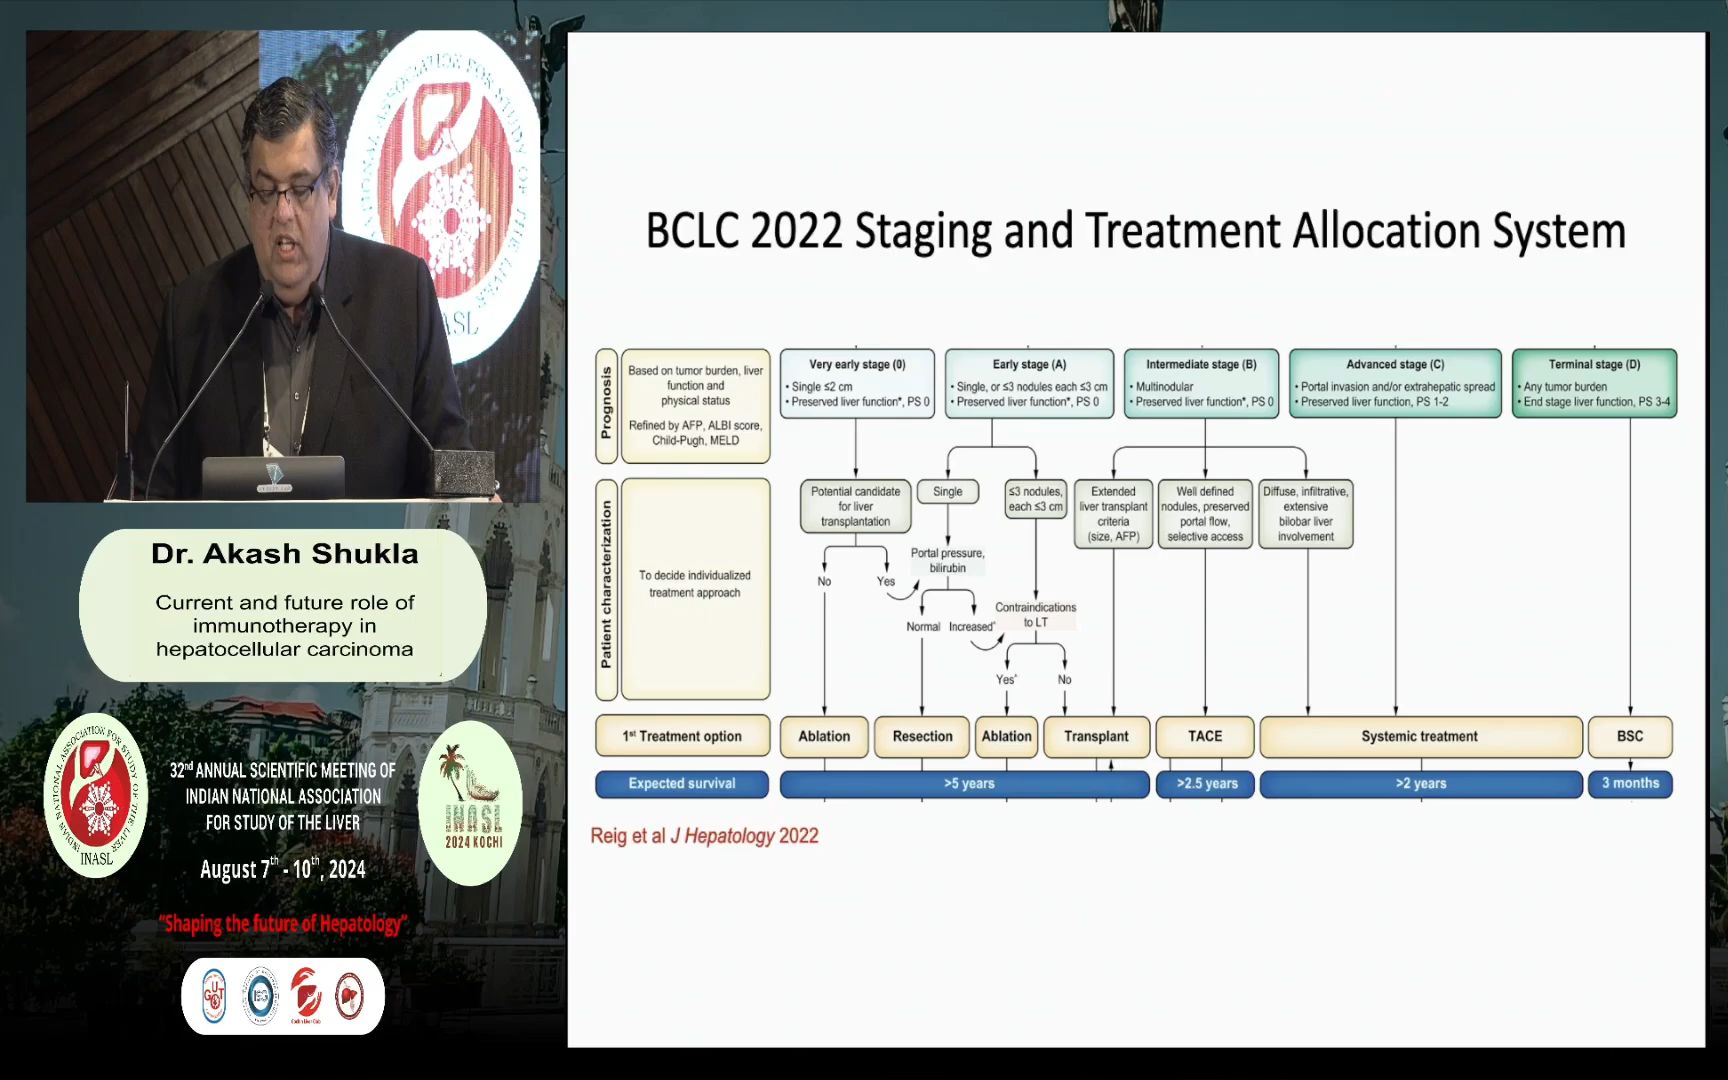 BCLC 2022 Staging and Treatment Allocation System
Prognosis
Based on tumor burden, liver
function and
physical status
Refined by AFP, ALBI score,
Child-Pugh, MELD
Very early stage (0)
• Single ≤2 cm
• Preserved liver function*, PS 0
Early stage (A)
• Single, or ≤3 nodules each ≤3 cm
• Preserved liver function*, PS 0
Intermediate stage (B)
• Multinodular
• Preserved liver function*, PS 0
Advanced stage (C)
• Portal invasion and/or extrahepatic spread
• Preserved liver function, PS 1-2
Terminal stage (D)
• Any tumor burden
• End stage liver function, PS 3-4
Patient characterization
To decide individualized
treatment approach
Potential candidate
for liver
transplantation
No
Yes
Single
Portal pressure,
bilirubin
Normal
Increased
≤3 nodules,
each ≤3 cm
Contraindications
to LT
Yes
No
Extended
liver transplant
criteria
(size, AFP)
Well defined
nodules, preserved
portal flow,
selective access
Diffuse, infiltrative,
extensive
bilobar liver
involvement
1st Treatment option
Ablation
Resection
Ablation
Transplant
TACE
Systemic treatment
BSC
Expected survival
>5 years
>2.5 years
>2 years
3 months
Reig et al J Hepatology 2022
ASL
Dr. Akash Shukla
Current and future role of
immunotherapy in
hepatocellular carcinoma
INDIAN NATIONAL ASSOCIATION FOR STUDY OF THE LIVER
INASL
32nd ANNUAL SCIENTIFIC MEETING OF
INDIAN NATIONAL ASSOCIATION
FOR STUDY OF THE LIVER
August 7th - 10th, 2024
INASL
2024 KOCHI
"Shaping the future of Hepatology"